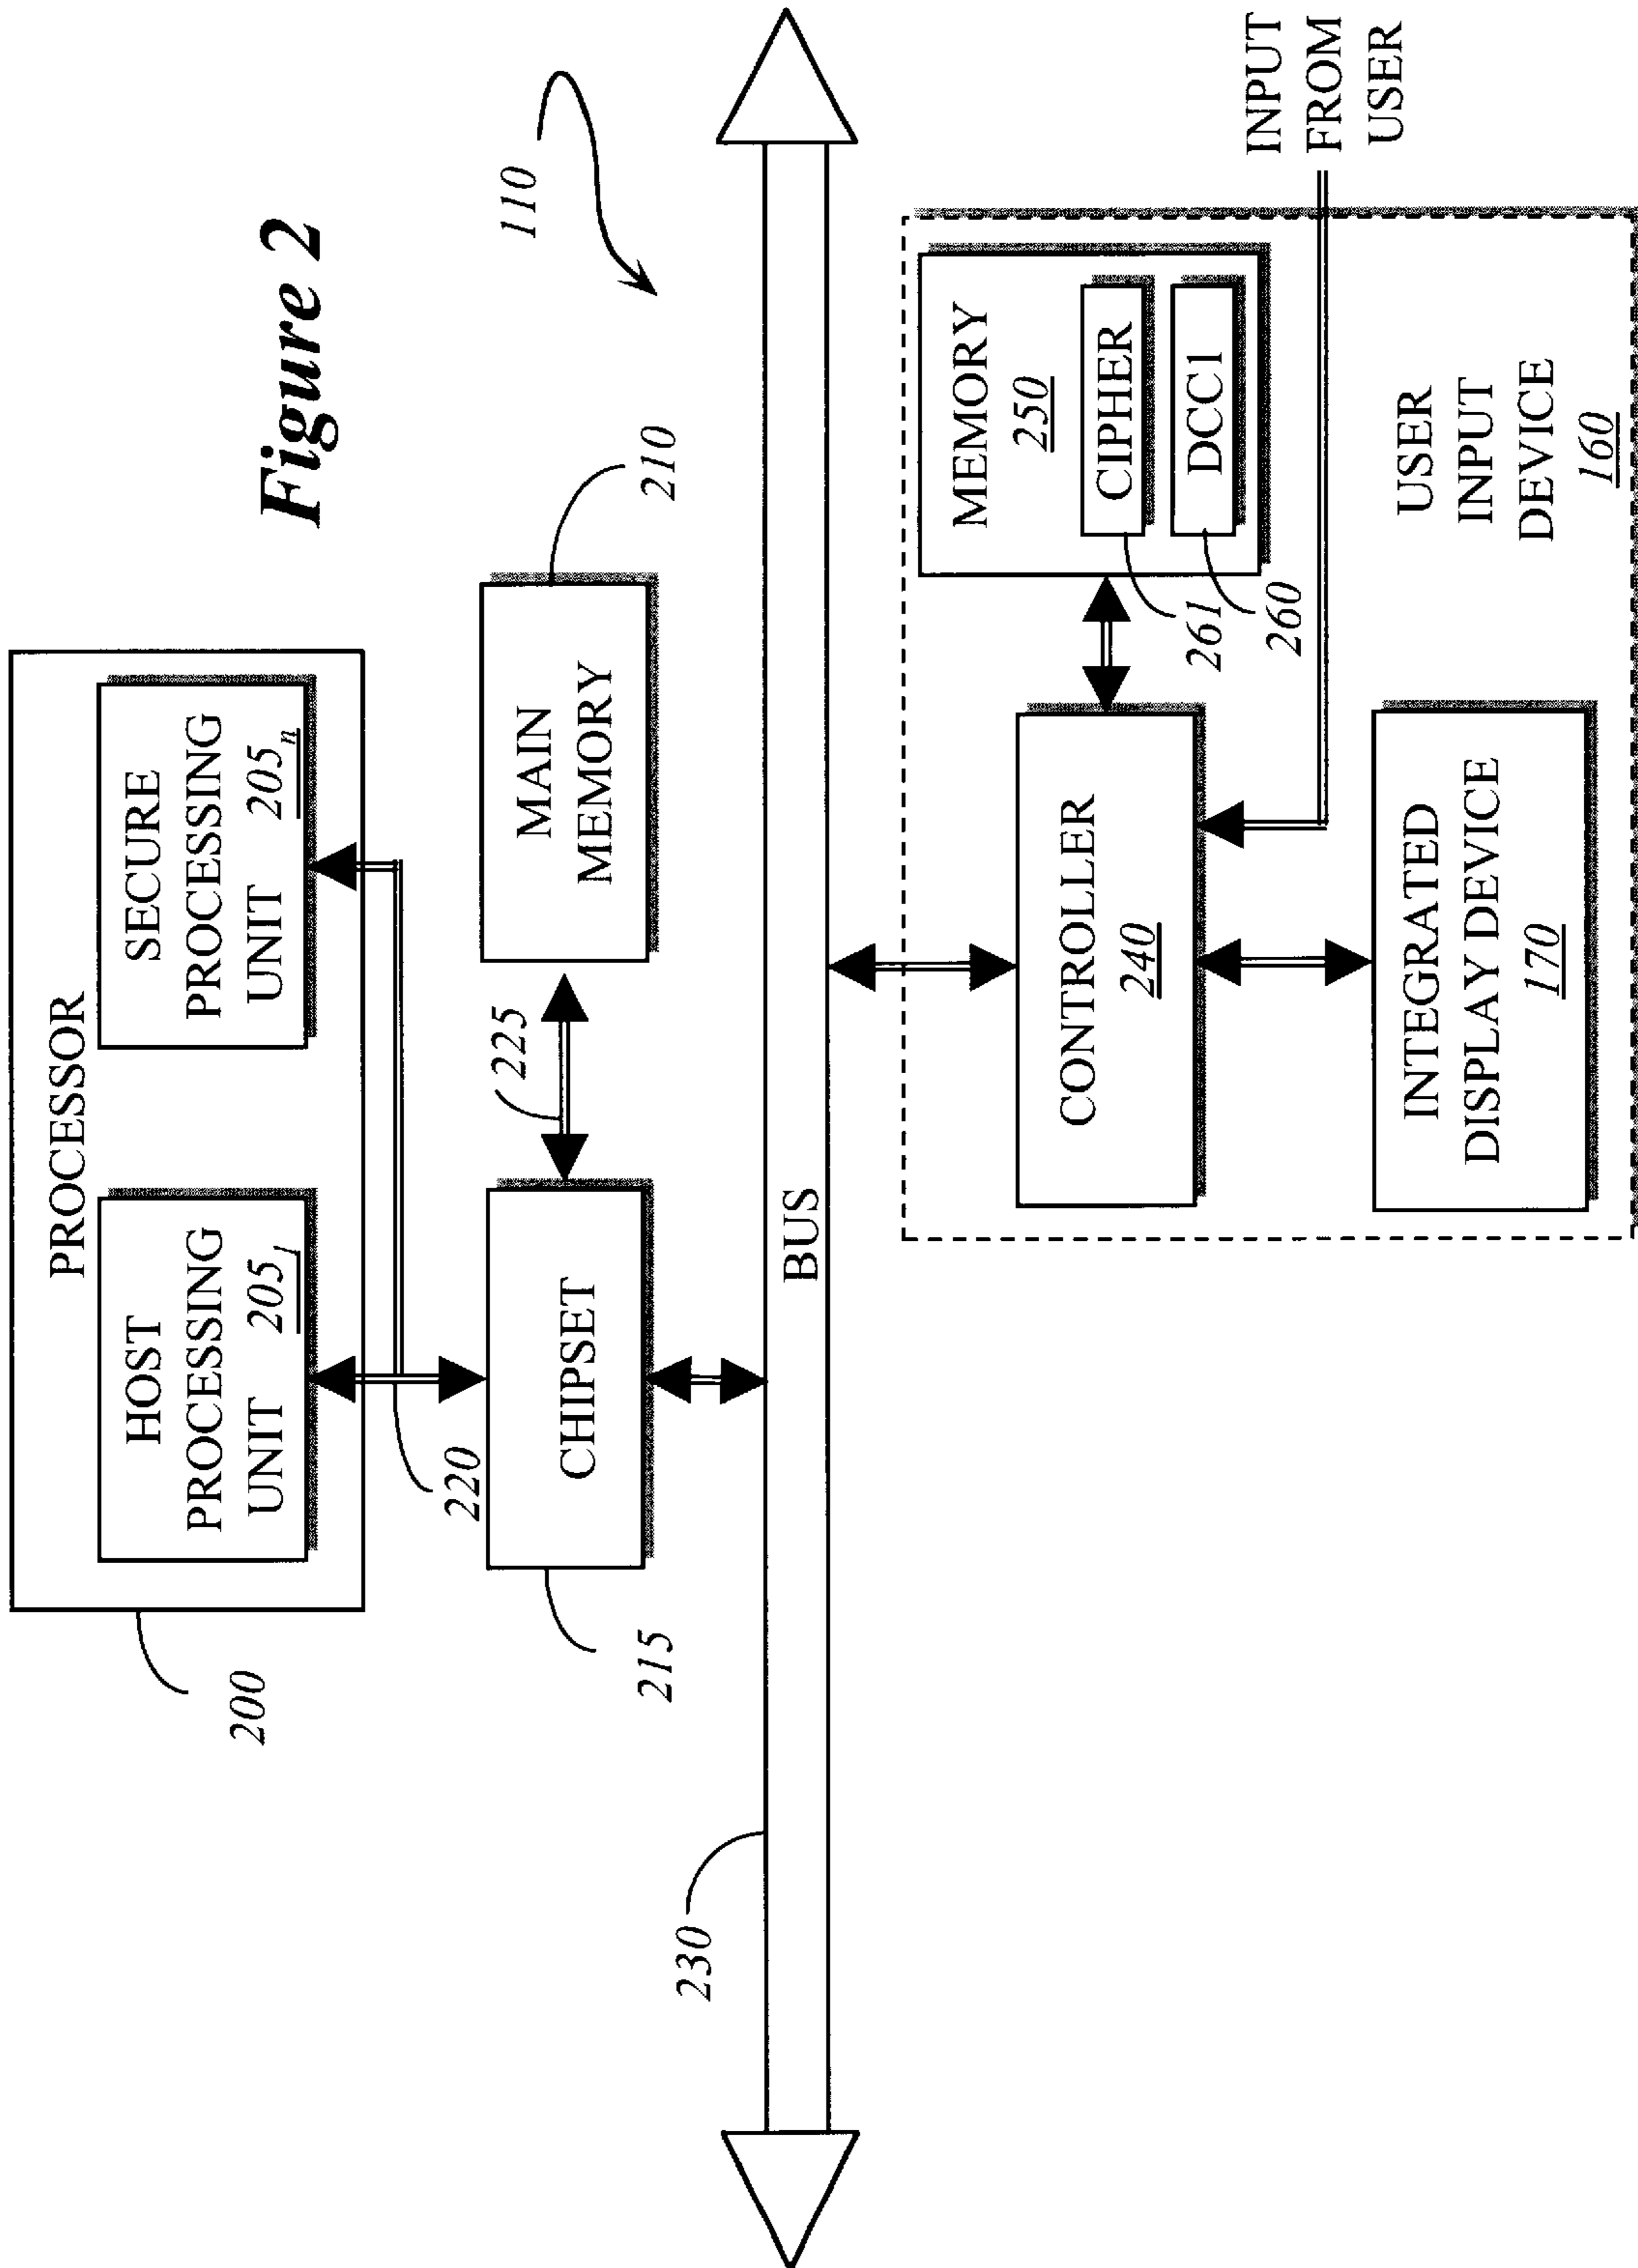 Figure 2
110
PROCESSOR
HOST
PROCESSING
UNIT 205₁
SECURE
PROCESSING
UNIT 205ₙ
200
220
CHIPSET
215
225
MAIN
MEMORY
210
230
BUS
CONTROLLER
240
MEMORY
250
CIPHER
DCC1
261
260
INTEGRATED
DISPLAY DEVICE
170
USER
INPUT
DEVICE
160
INPUT
FROM
USER